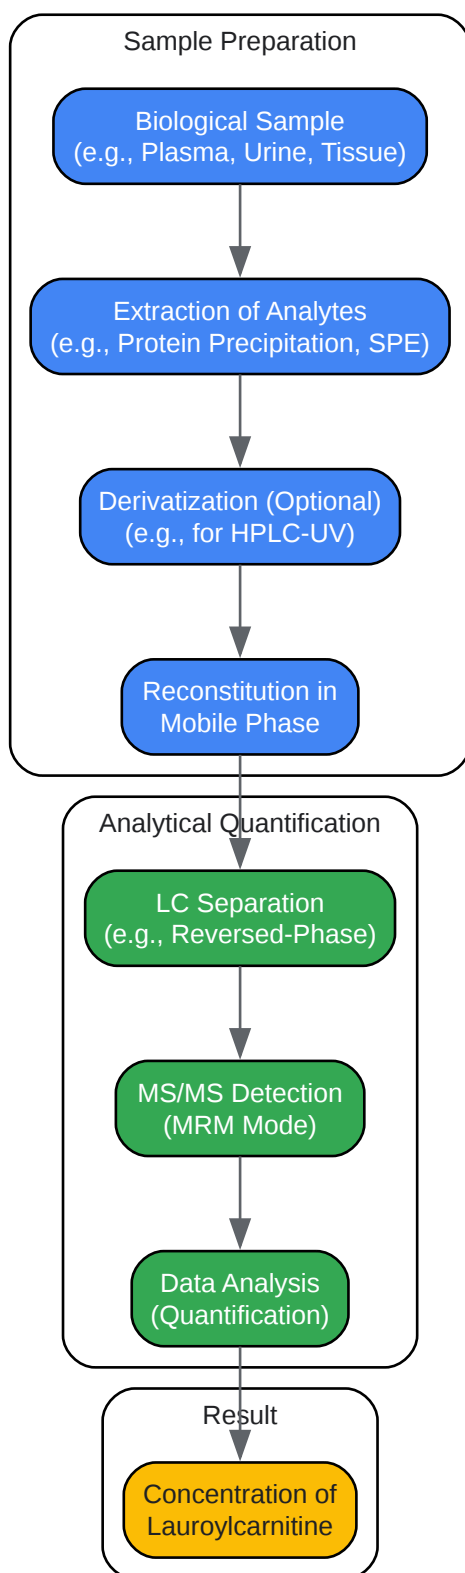 Sample Preparation
Biological Sample
(e.g., Plasma, Urine, Tissue)
Extraction of Analytes
(e.g., Protein Precipitation, SPE)
Derivatization (Optional)
(e.g., for HPLC-UV)
Reconstitution in
Mobile Phase
Analytical Quantification
LC Separation
(e.g., Reversed-Phase)
MS/MS Detection
(MRM Mode)
Data Analysis
(Quantification)
Result
Concentration of
Lauroylcarnitine